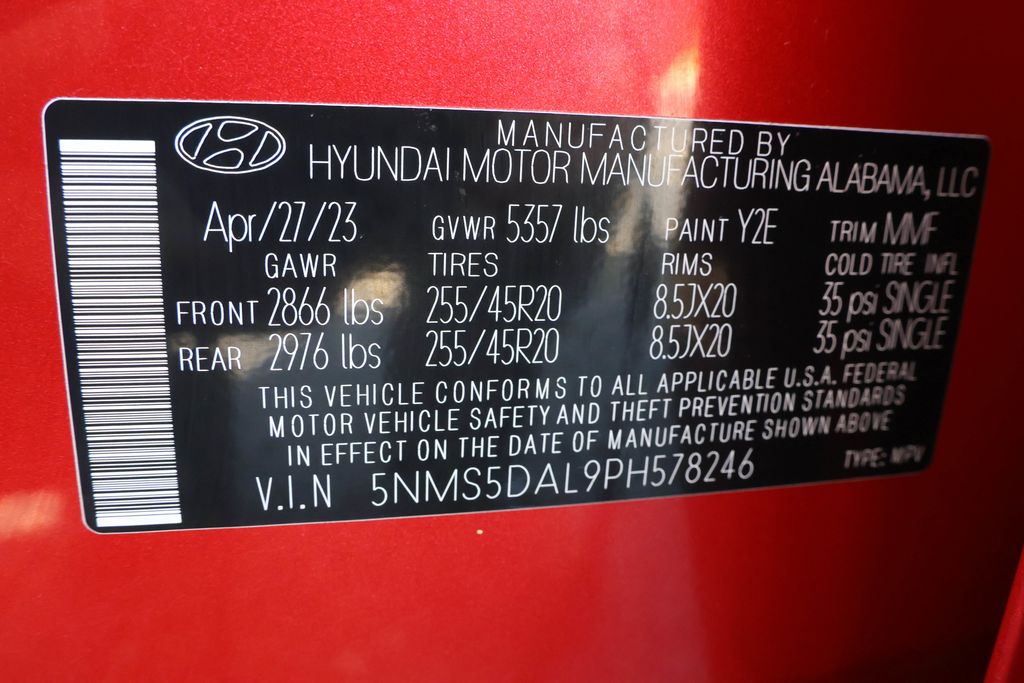 MANUFACTURED BY
HYUNDAI MOTOR MANUFACTURING ALABAMA, LLC
Apr/27/23 GVWR 5357 lbs PAINT Y2E TRIM MMF
GAWR TIRES RIMS COLD TIRE INFL
FRONT 2866 lbs 255/45R20 8.5JX20 35 psi SINGLE
REAR 2976 lbs 255/45R20 8.5JX20 35 psi SINGLE
THIS VEHICLE CONFORMS TO ALL APPLICABLE U.S.A. FEDERAL
MOTOR VEHICLE SAFETY AND THEFT PREVENTION STANDARDS
IN EFFECT ON THE DATE OF MANUFACTURE SHOWN ABOVE
V.I.N 5NMS5DAL9PH578246 TYPE: MPV